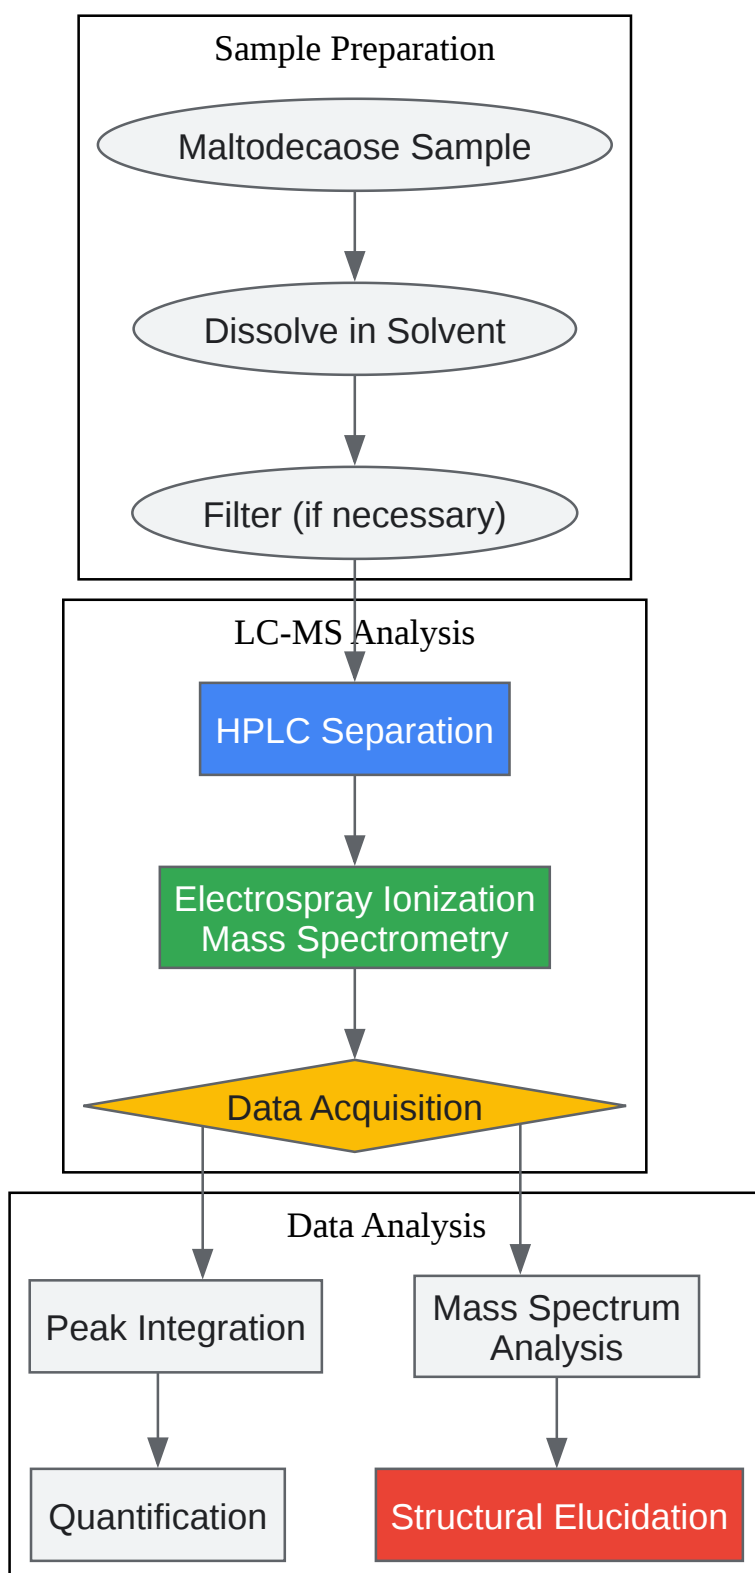 Sample Preparation
Maltodecaose Sample
Dissolve in Solvent
Filter (if necessary)
LC-MS Analysis
HPLC Separation
Electrospray Ionization
Mass Spectrometry
Data Acquisition
Data Analysis
Peak Integration
Mass Spectrum
Analysis
Quantification
Structural Elucidation